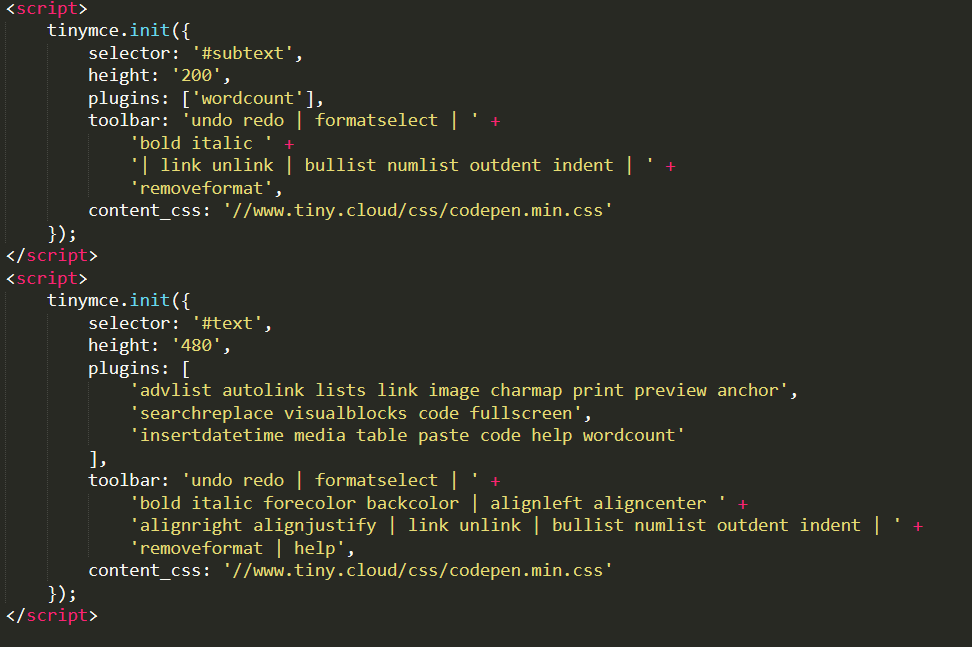 <script>
    tinymce.init({
        selector: '#subtext',
        height: '200',
        plugins: ['wordcount'],
        toolbar: 'undo redo | formatselect | ' +
            'bold italic ' +
            '| link unlink | bullist numlist outdent indent | ' +
            'removeformat',
        content_css: '//www.tiny.cloud/css/codepen.min.css'
    });
</script>
<script>
    tinymce.init({
        selector: '#text',
        height: '480',
        plugins: [
            'advlist autolink lists link image charmap print preview anchor',
            'searchreplace visualblocks code fullscreen',
            'insertdatetime media table paste code help wordcount'
        ],
        toolbar: 'undo redo | formatselect | ' +
            'bold italic forecolor backcolor | alignleft aligncenter ' +
            'alignright alignjustify | link unlink | bullist numlist outdent indent | ' +
            'removeformat | help',
        content_css: '//www.tiny.cloud/css/codepen.min.css'
    });
</script>